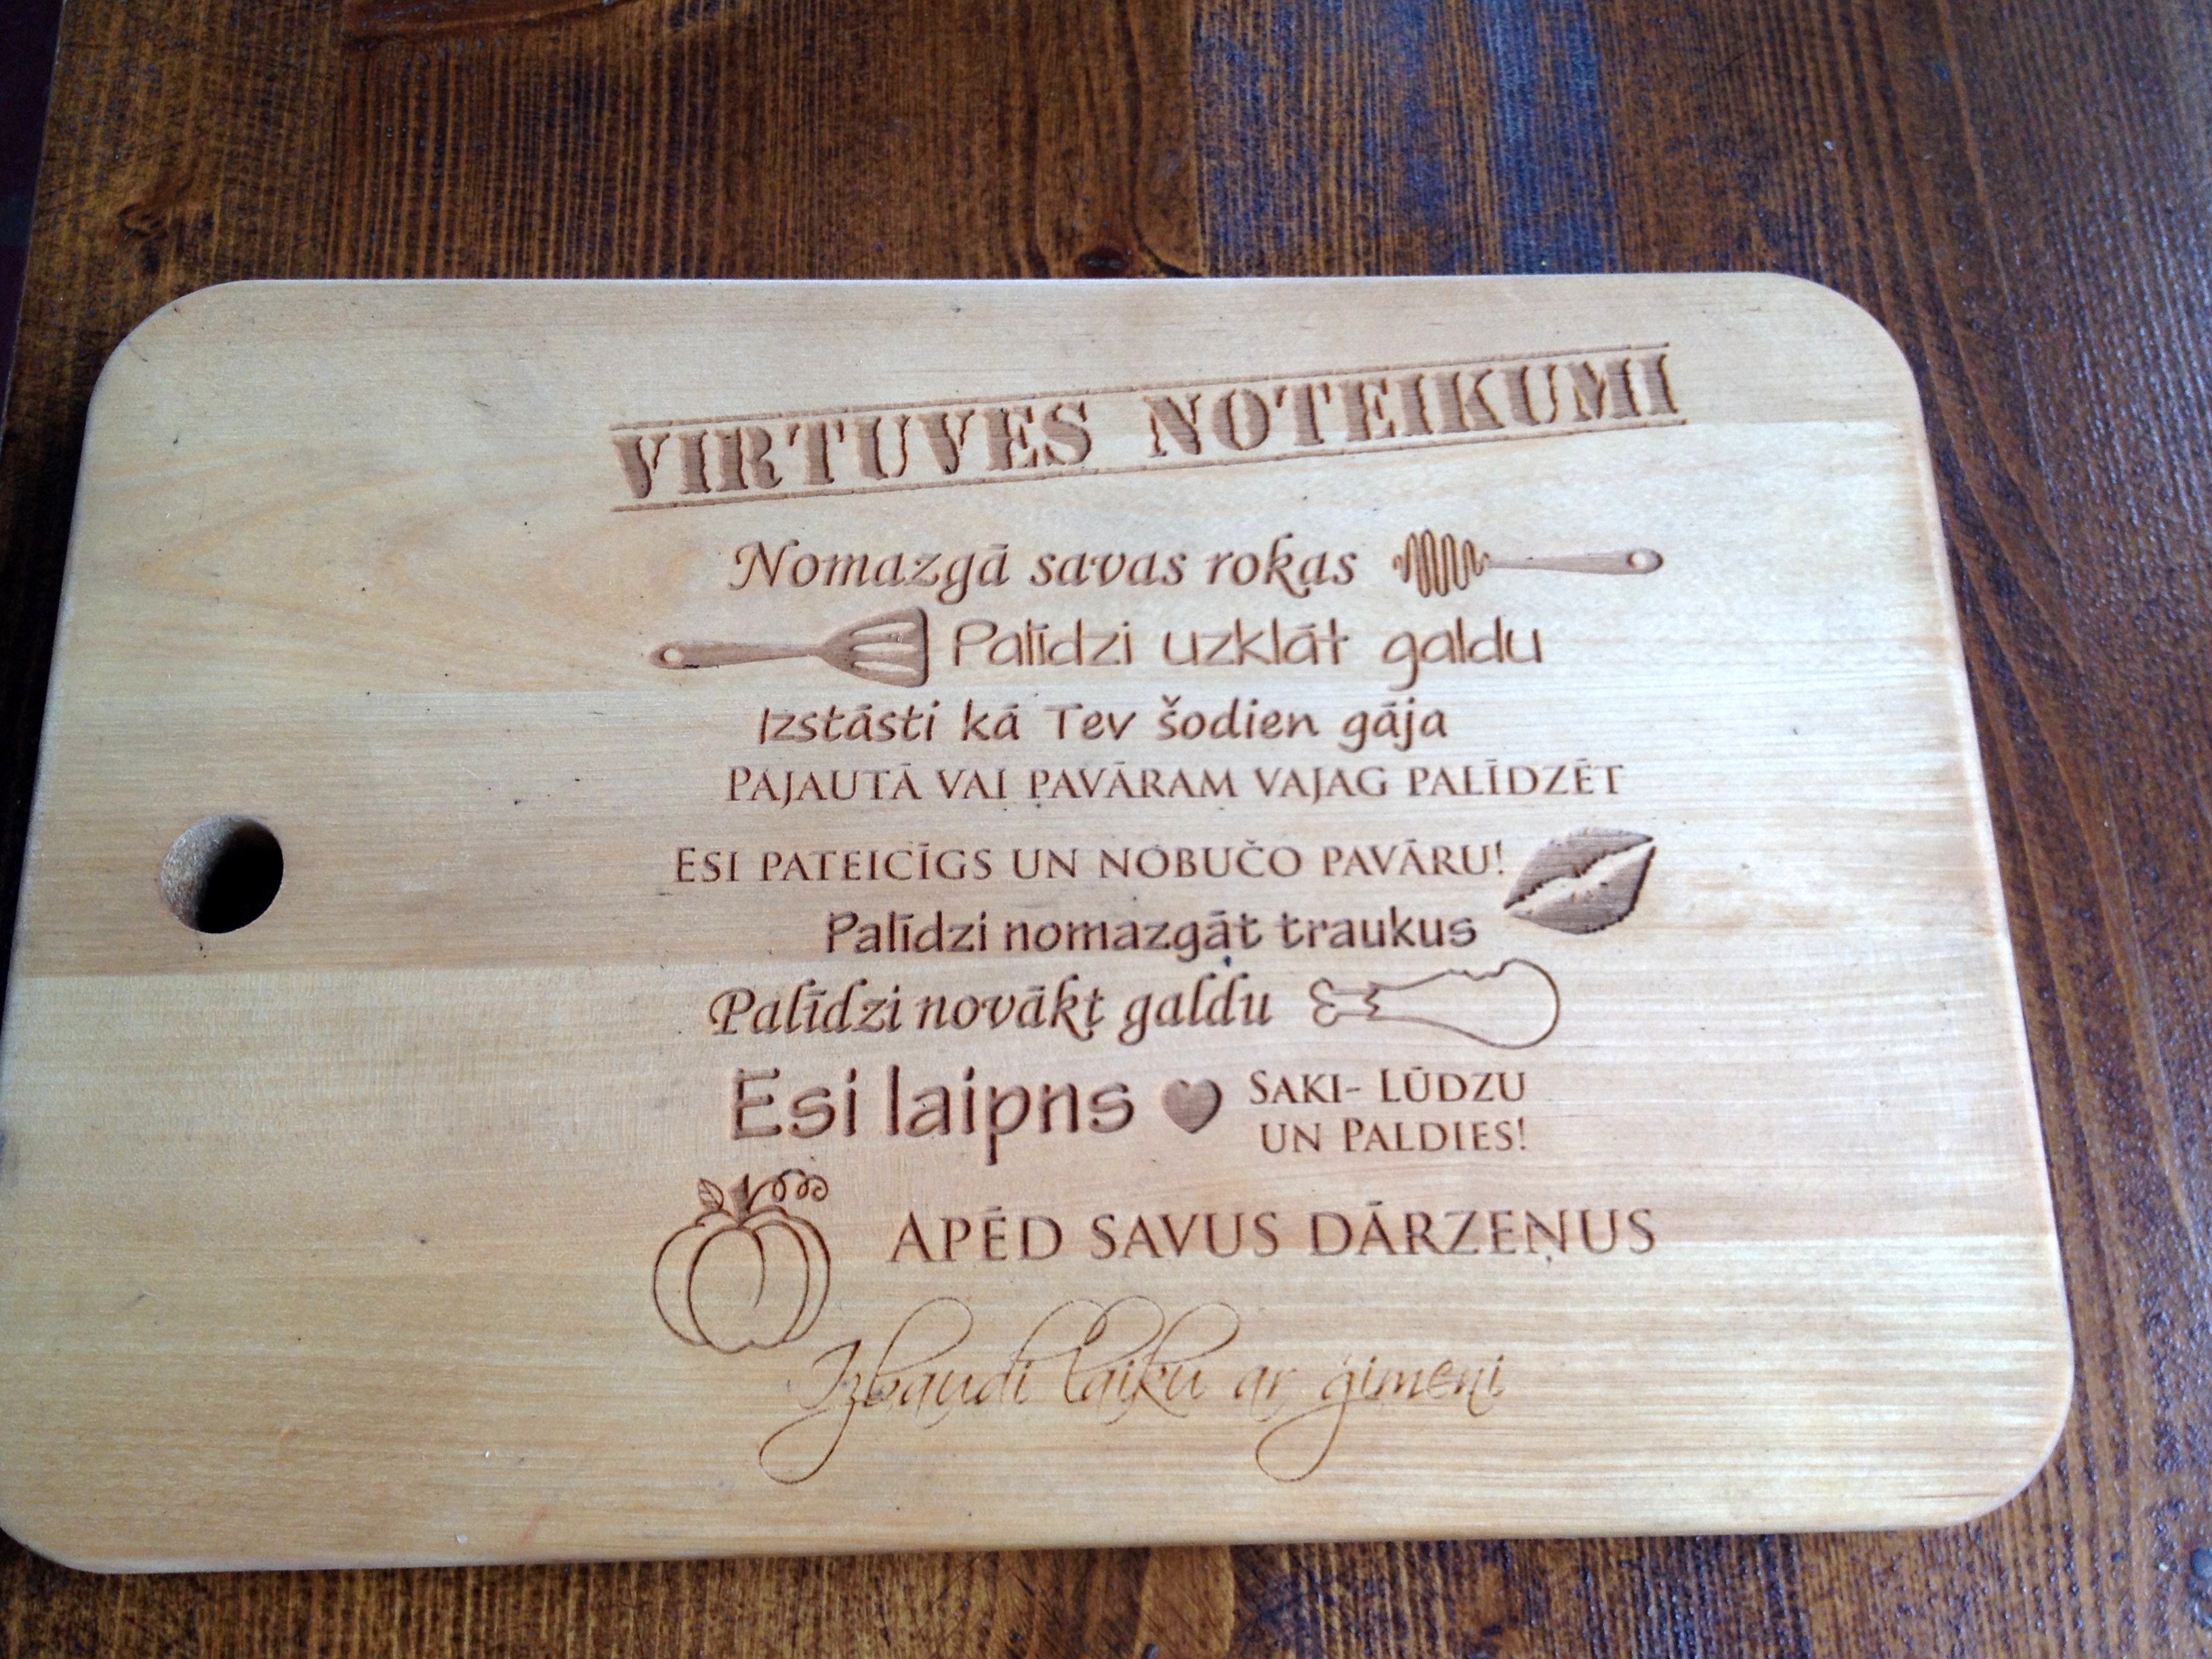 VIRTUVES NOTEIKUMI
Nomazgā savas rokas
Palīdzi uzklāt galdu
Izstāsti kā Tev šodien gāja
PAJAUTĀ VAI PAVĀRAM VAJAG PALĪDZĒT
ESI PATEICĪGS UN NOBUČO PAVĀRU!
Palīdzi nomazgāt traukus
Palīdzi novākt galdu
Esi laipns
SAKI- LŪDZU
UN PALDIES!
APĒD SAVUS DĀRZEŅUS
Izbaudi laiku ar ģimeni